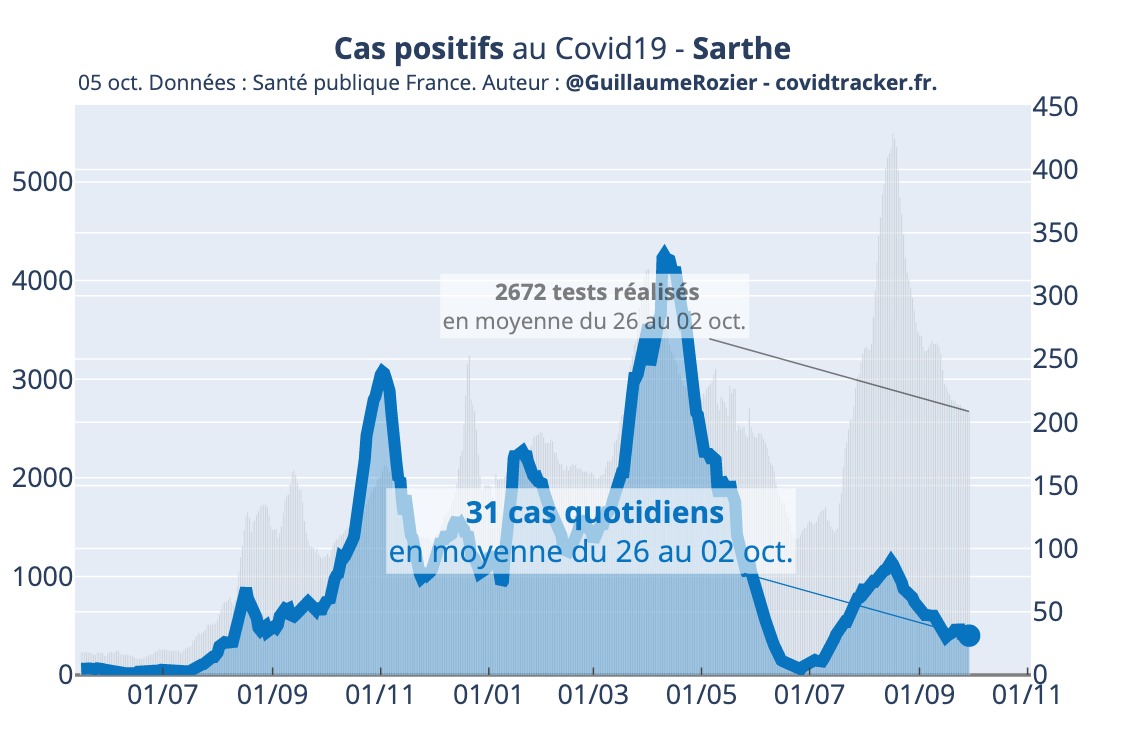 Cas positifs au Covid19 - Sarthe
05 oct. Données : Santé publique France. Auteur : @GuillaumeRozier - covidtracker.fr.
450
400
5000
350
4000
300
2672 tests réalisés
en moyenne du 26 au 02 oct.
250
3000
200
2000
150
31 cas quotidiens
en moyenne du 26 au 02 oct.
100
1000
50
0
0
01/07 01/09 01/11 01/01 01/03 01/05 01/07 01/09 01/11